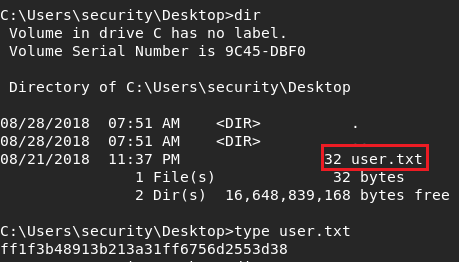 C:\Users\security\Desktop>dir
 Volume in drive C has no label.
 Volume Serial Number is 9C45-DBF0

 Directory of C:\Users\security\Desktop

08/28/2018  07:51 AM    <DIR>          .
08/28/2018  07:51 AM    <DIR>
08/21/2018  11:37 PM                32 user.txt
               1 File(s)             32 bytes
               2 Dir(s)  16,648,839,168 bytes free

C:\Users\security\Desktop>type user.txt
ff1f3b48913b213a31ff6756d2553d38